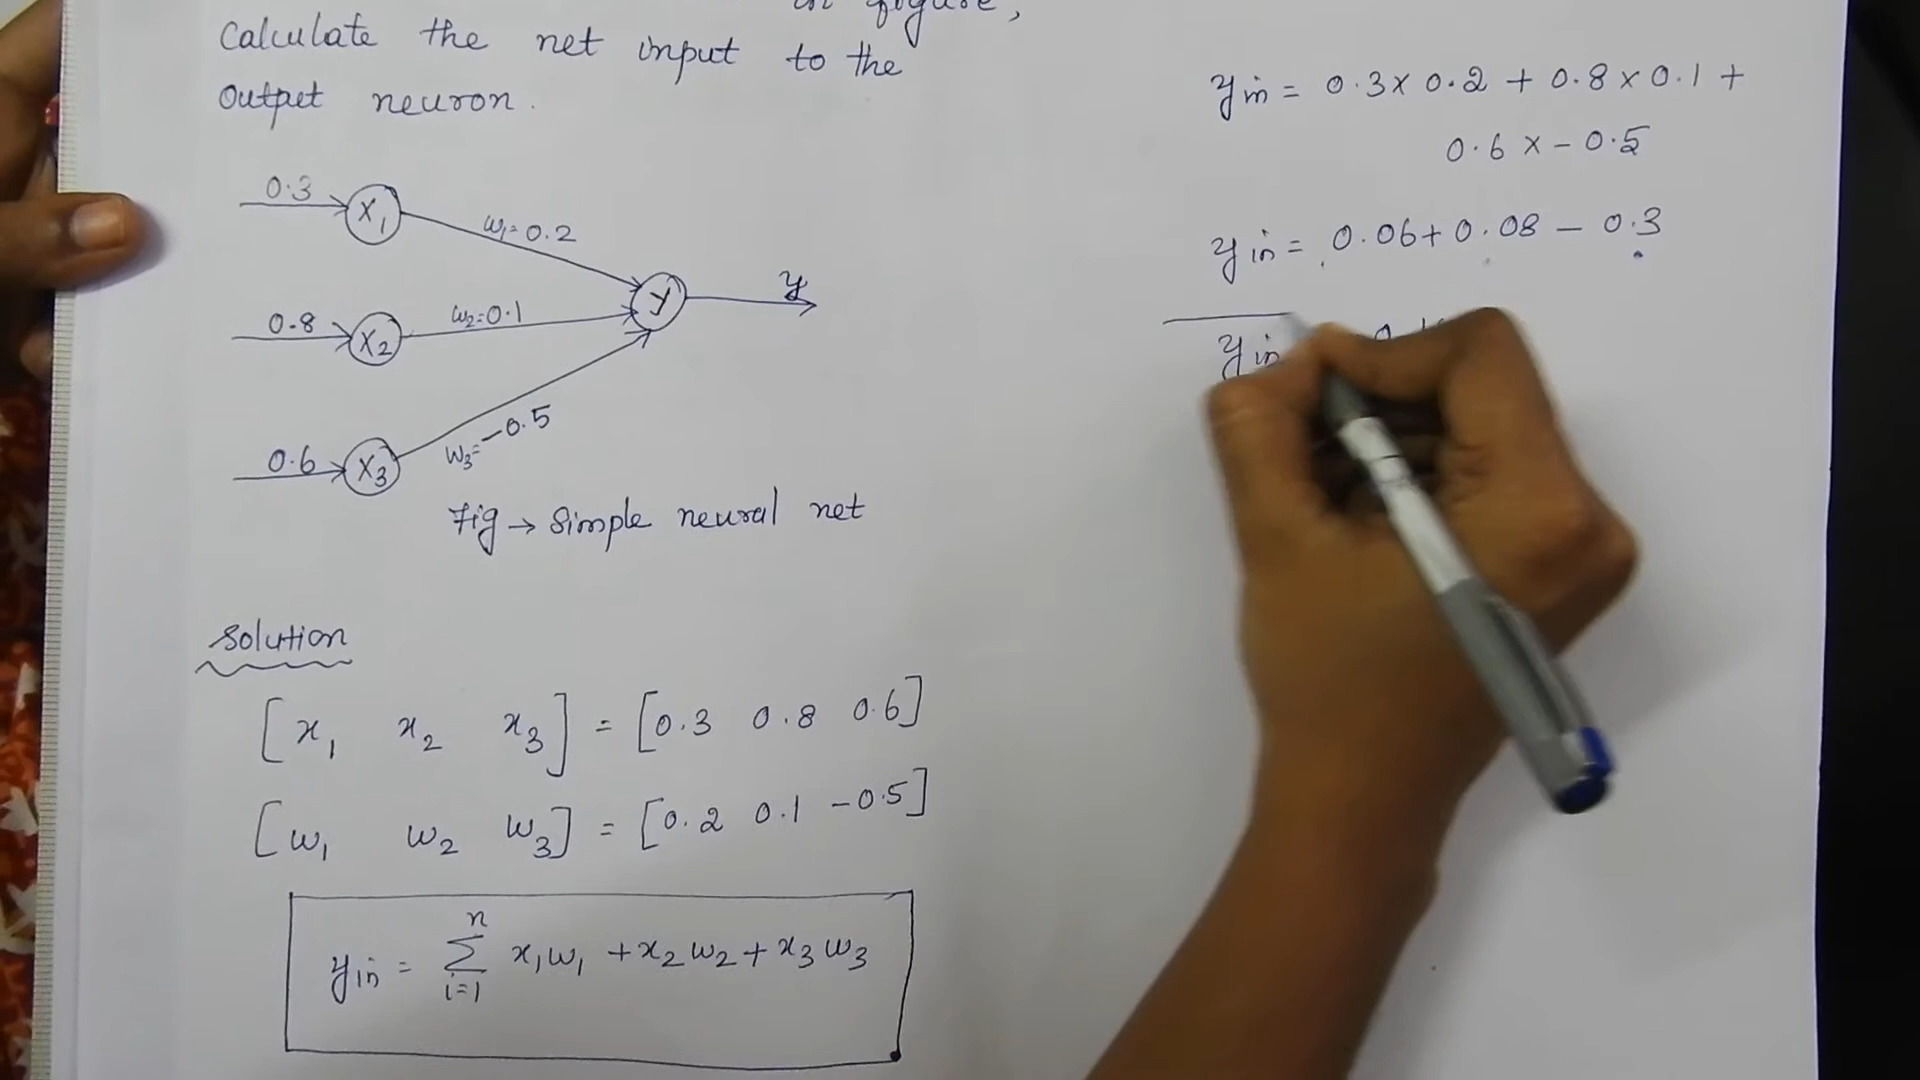 in figure,
Calculate the net input to the
output neuron.
0.3 X₁ w₁=0.2
0.8 X₂ w₂=0.1 Y y
0.6 X₃ w₃=-0.5
Fig → Simple neural net
Solution
[x₁ x₂ x₃] = [0.3 0.8 0.6]
[w₁ w₂ w₃] = [0.2 0.1 -0.5]
yin = n Σ i=1 x₁w₁ + x₂w₂ + x₃w₃
yin = 0.3 x 0.2 + 0.8 x 0.1 +
0.6 x - 0.5
yin = 0.06 + 0.08 - 0.3
yin